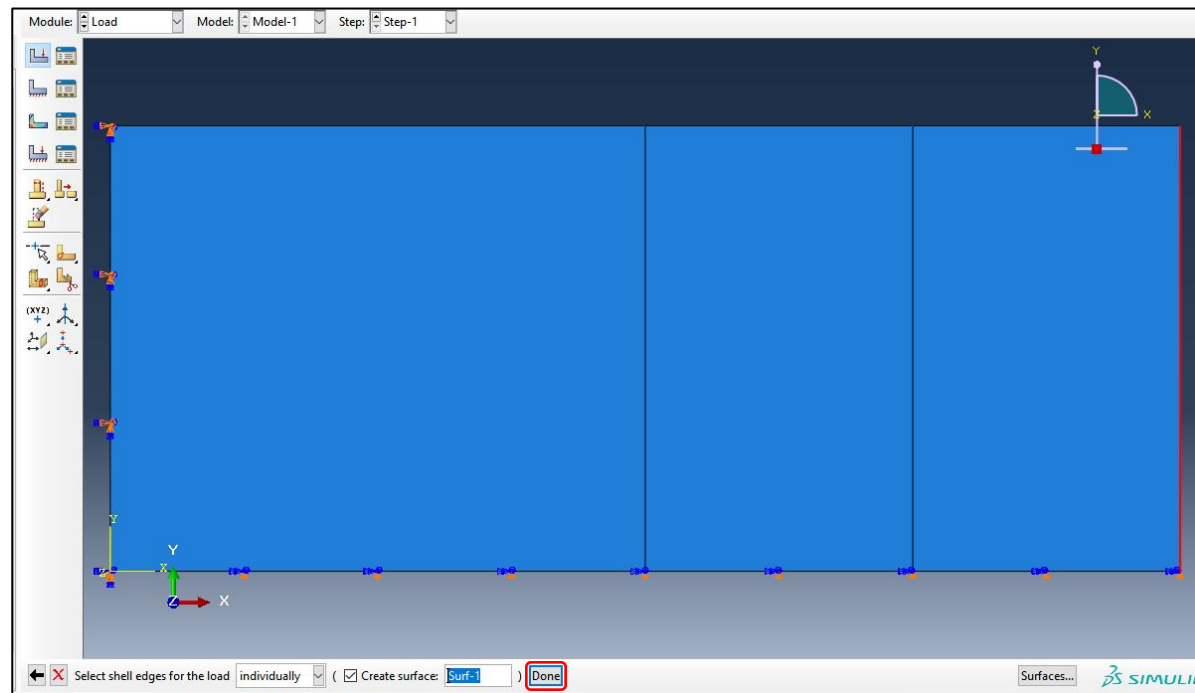 Module: Load Model: Model-1 Step: Step-1
Y
Z X
(XYZ)
Y
Z X
Y
Z X
Select shell edges for the load individually ( Create surface: Surf-1 ) Done Surfaces... SIMULI